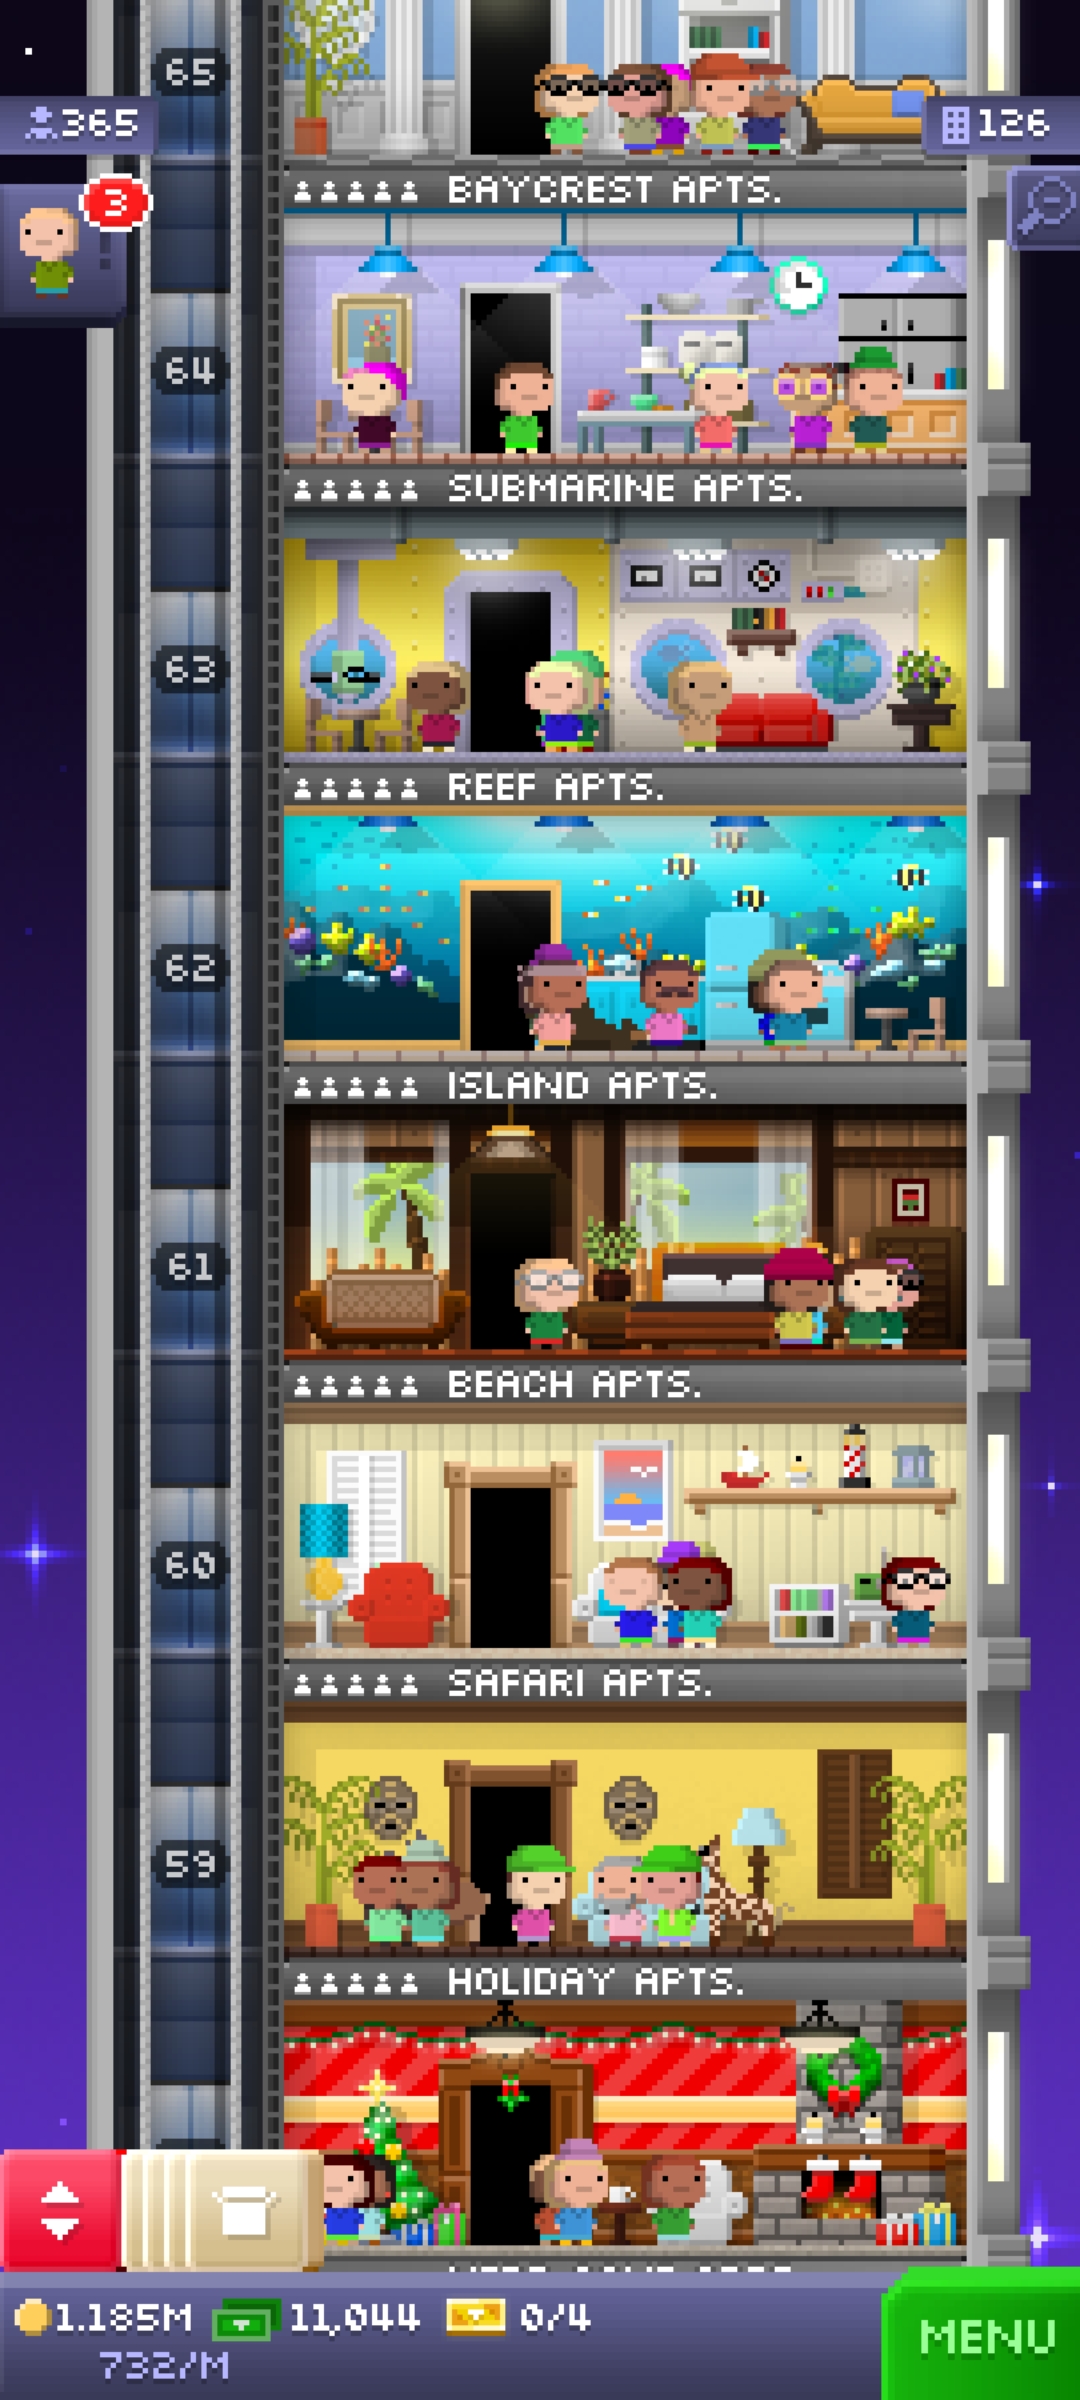 65
365
126
3
BAYCREST APTS.
64
SUBMARINE APTS.
63
REEF APTS.
62
ISLAND APTS.
61
BEACH APTS.
60
SAFARI APTS.
59
HOLIDAY APTS.
1.185M 11,044 0/4
732/M
MENU